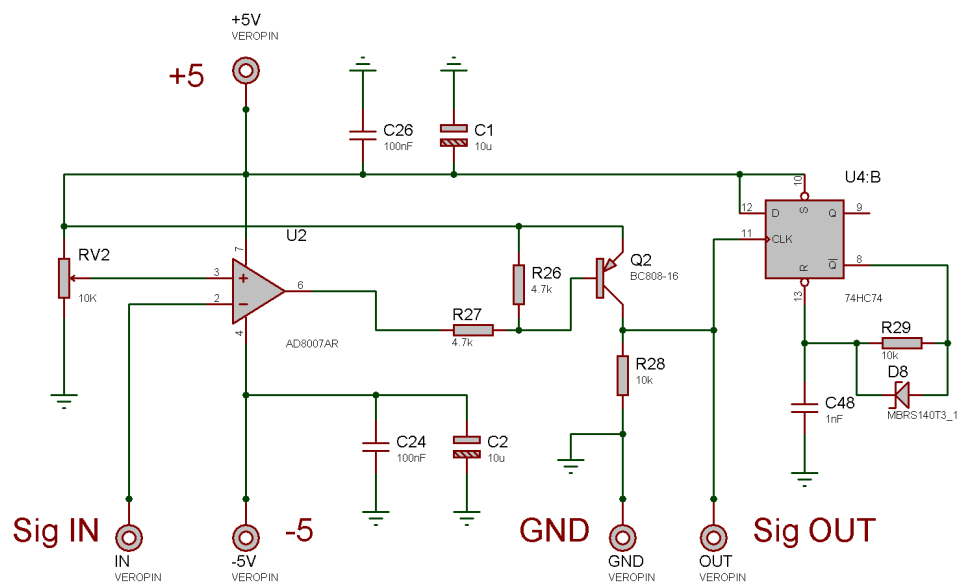 +5V
VEROPIN
+5
C26
100nF
C1
10u
U4:B
10
12
D
S
Q
9
11
CLK
R
Q
8
13
74HC74
RV2
10K
U2
7
3
+
2
−
6
4
AD8007AR
R26
4.7k
Q2
BC808-16
R27
4.7k
R28
10k
R29
10k
D8
MBRS140T3_1
C48
1nF
C24
100nF
C2
10u
Sig IN
-5
GND
Sig OUT
IN
VEROPIN
-5V
VEROPIN
GND
VEROPIN
OUT
VEROPIN